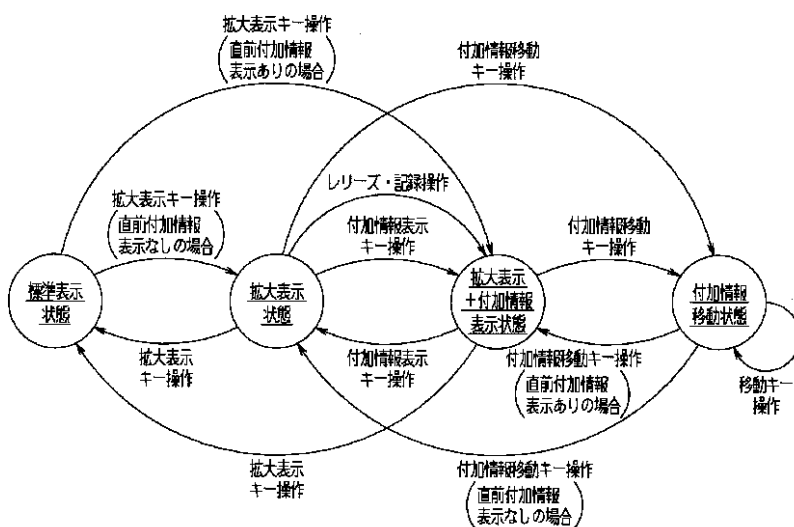 拡大表示キー操作
直前付加情報
表示ありの場合
付加情報移動
キー操作
レリーズ・記録操作
拡大表示キー操作
直前付加情報
表示なしの場合
付加情報表示
キー操作
付加情報移動
キー操作
標準表示
状態
拡大表示
状態
拡大表示
+付加情報
表示状態
付加情報
移動状態
拡大表示
キー操作
付加情報表示
キー操作
付加情報移動キー操作
直前付加情報
表示ありの場合
移動キー
操作
拡大表示
キー操作
付加情報移動キー操作
直前付加情報
表示なしの場合